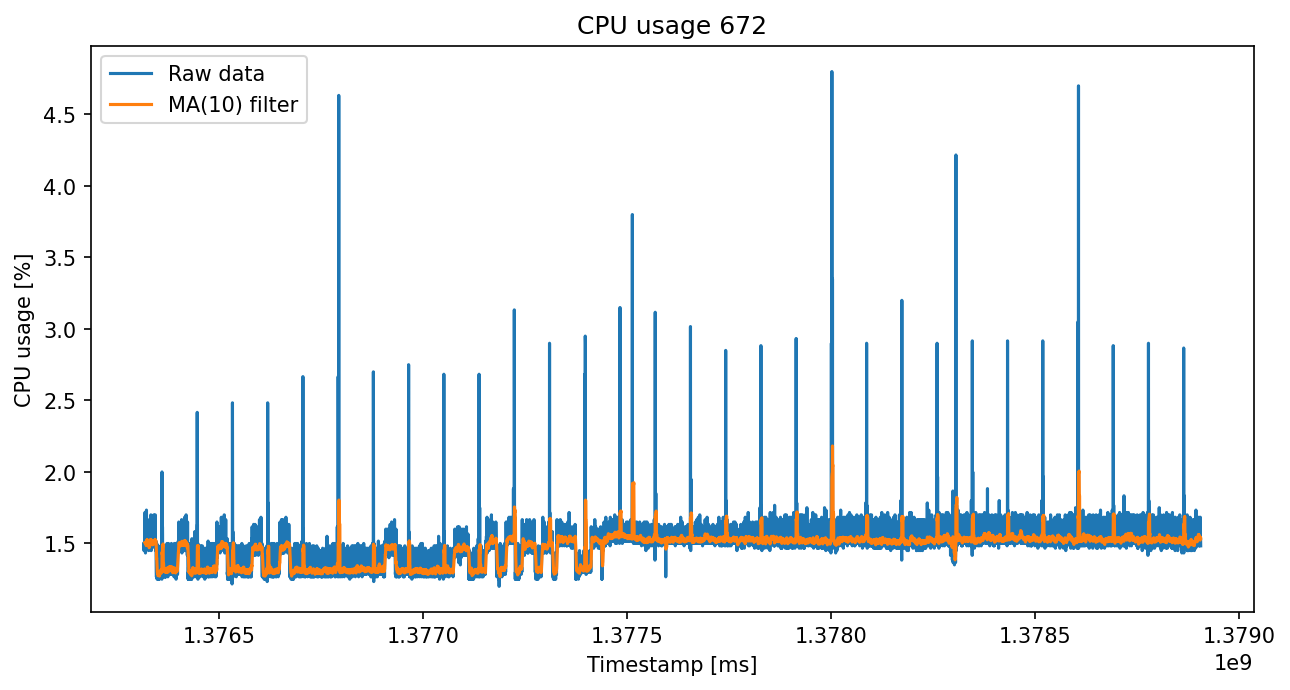 CPU usage 672
Raw data
MA(10) filter
CPU usage [%]
4.5
4.0
3.5
3.0
2.5
2.0
1.5
1.3765 1.3770 1.3775 1.3780 1.3785 1.3790
1e9
Timestamp [ms]